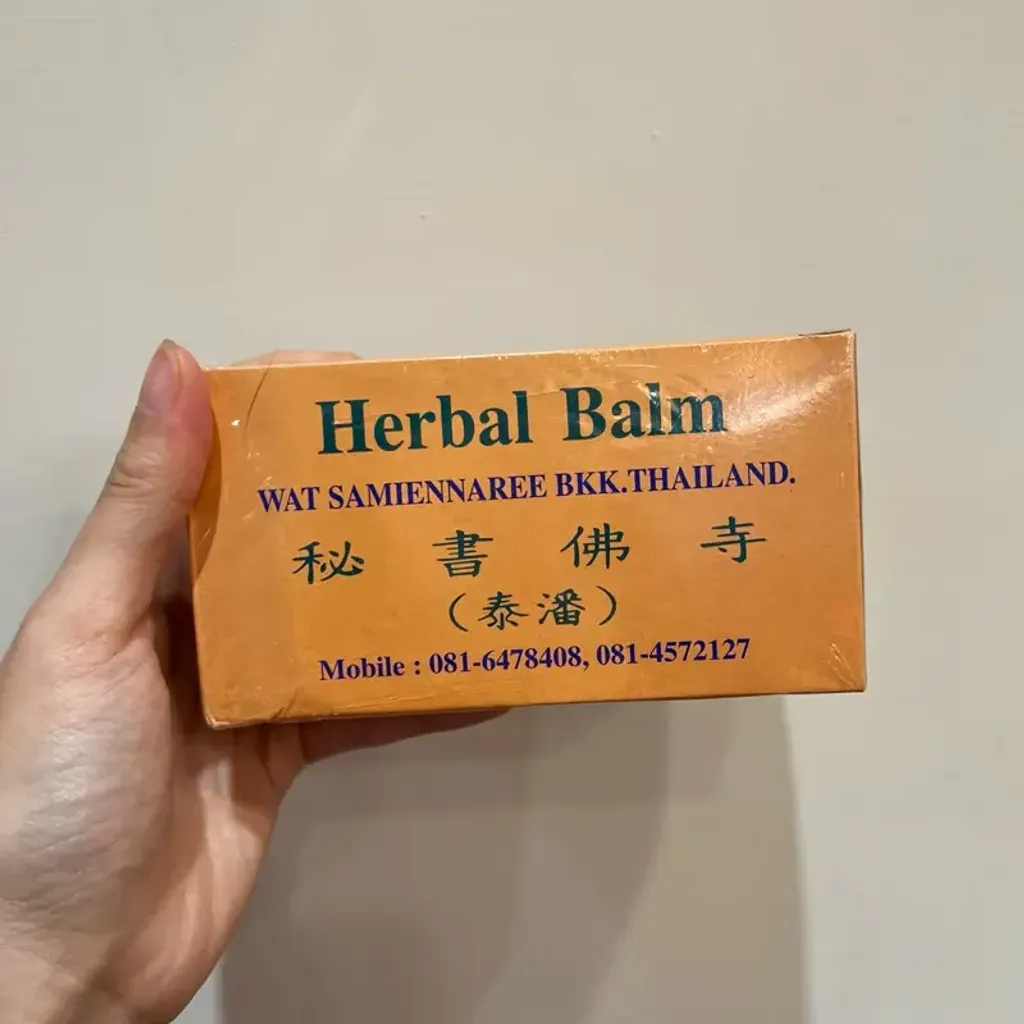 Herbal Balm
WAT SAMIENNAREE BKK.THAILAND.
秘書佛寺
（泰潘）
Mobile : 081-6478408, 081-4572127